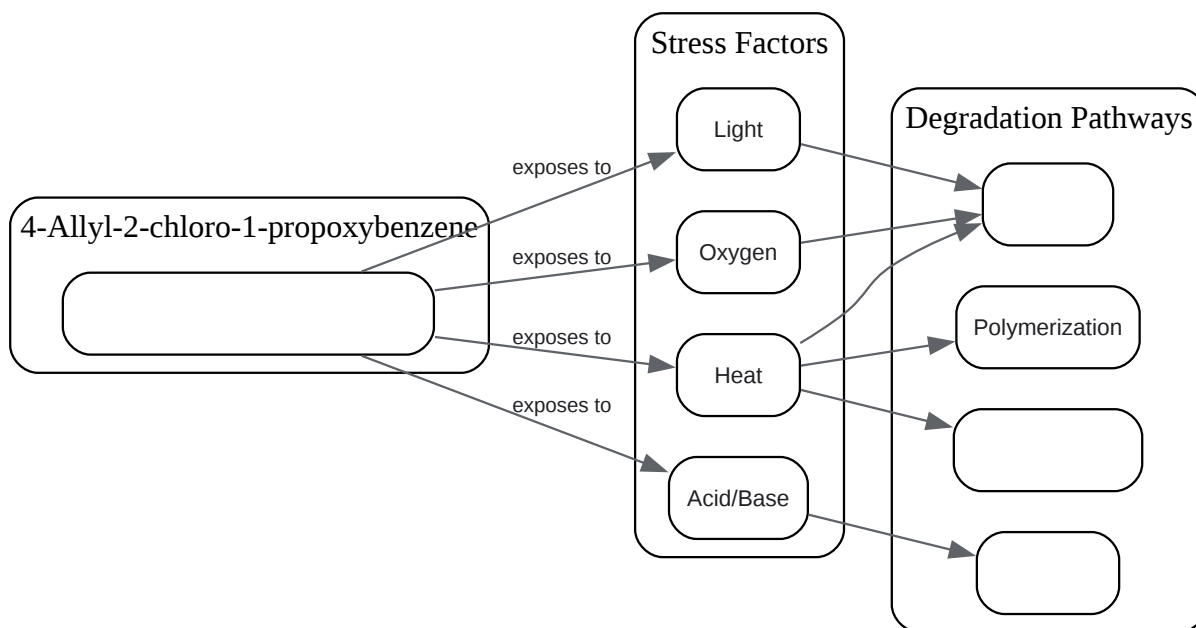 Stress Factors
Light
Degradation Pathways
exposes to
4-Allyl-2-chloro-1-propoxybenzene
exposes to
Oxygen
exposes to
Polymerization
Heat
exposes to
Acid/Base